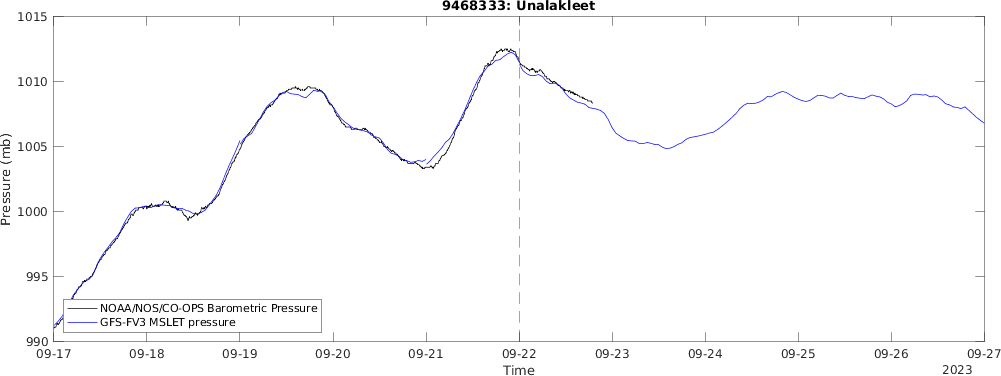 9468333: Unalakleet
1015
1010
1005
1000
995
990
Pressure (mb)
NOAA/NOS/CO-OPS Barometric Pressure
GFS-FV3 MSLET pressure
09-17 09-18 09-19 09-20 09-21 09-22 09-23 09-24 09-25 09-26 09-27
Time
2023